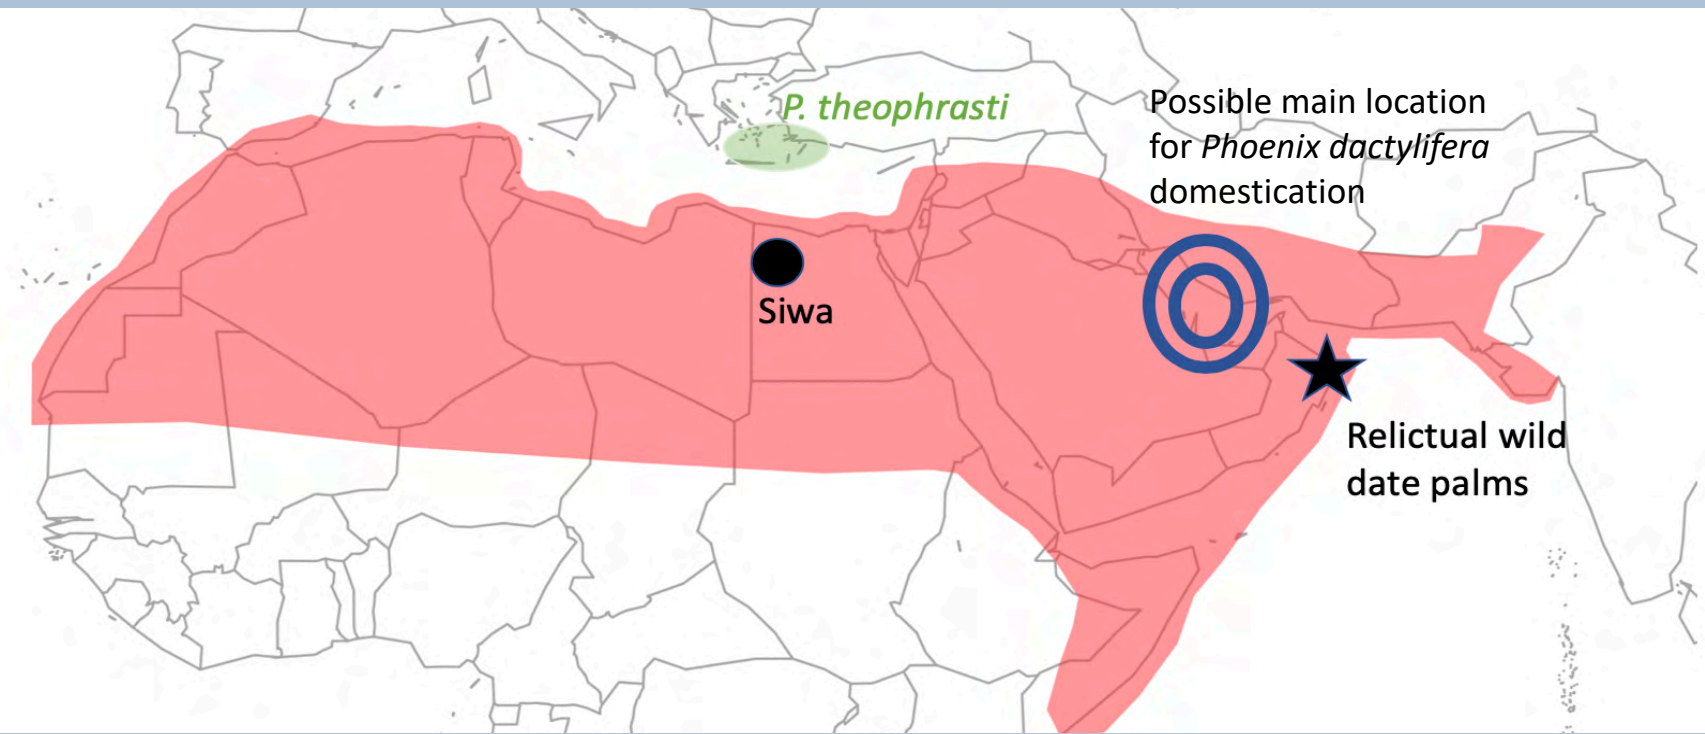 P. theophrasti
Possible main location
for Phoenix dactylifera
domestication
Siwa
Relictual wild
date palms